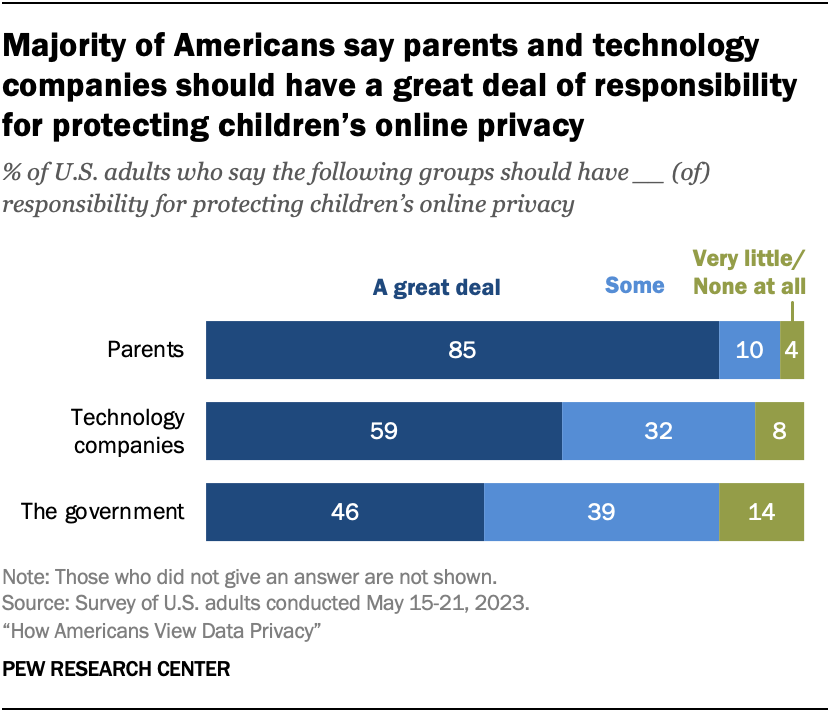 Majority of Americans say parents and technology
companies should have a great deal of responsibility
for protecting children’s online privacy
% of U.S. adults who say the following groups should have __ (of)
responsibility for protecting children’s online privacy
A great deal
Some
Very little/
None at all
Parents
85
10
4
Technology
companies
59
32
8
The government
46
39
14
Note: Those who did not give an answer are not shown.
Source: Survey of U.S. adults conducted May 15-21, 2023.
“How Americans View Data Privacy”
PEW RESEARCH CENTER